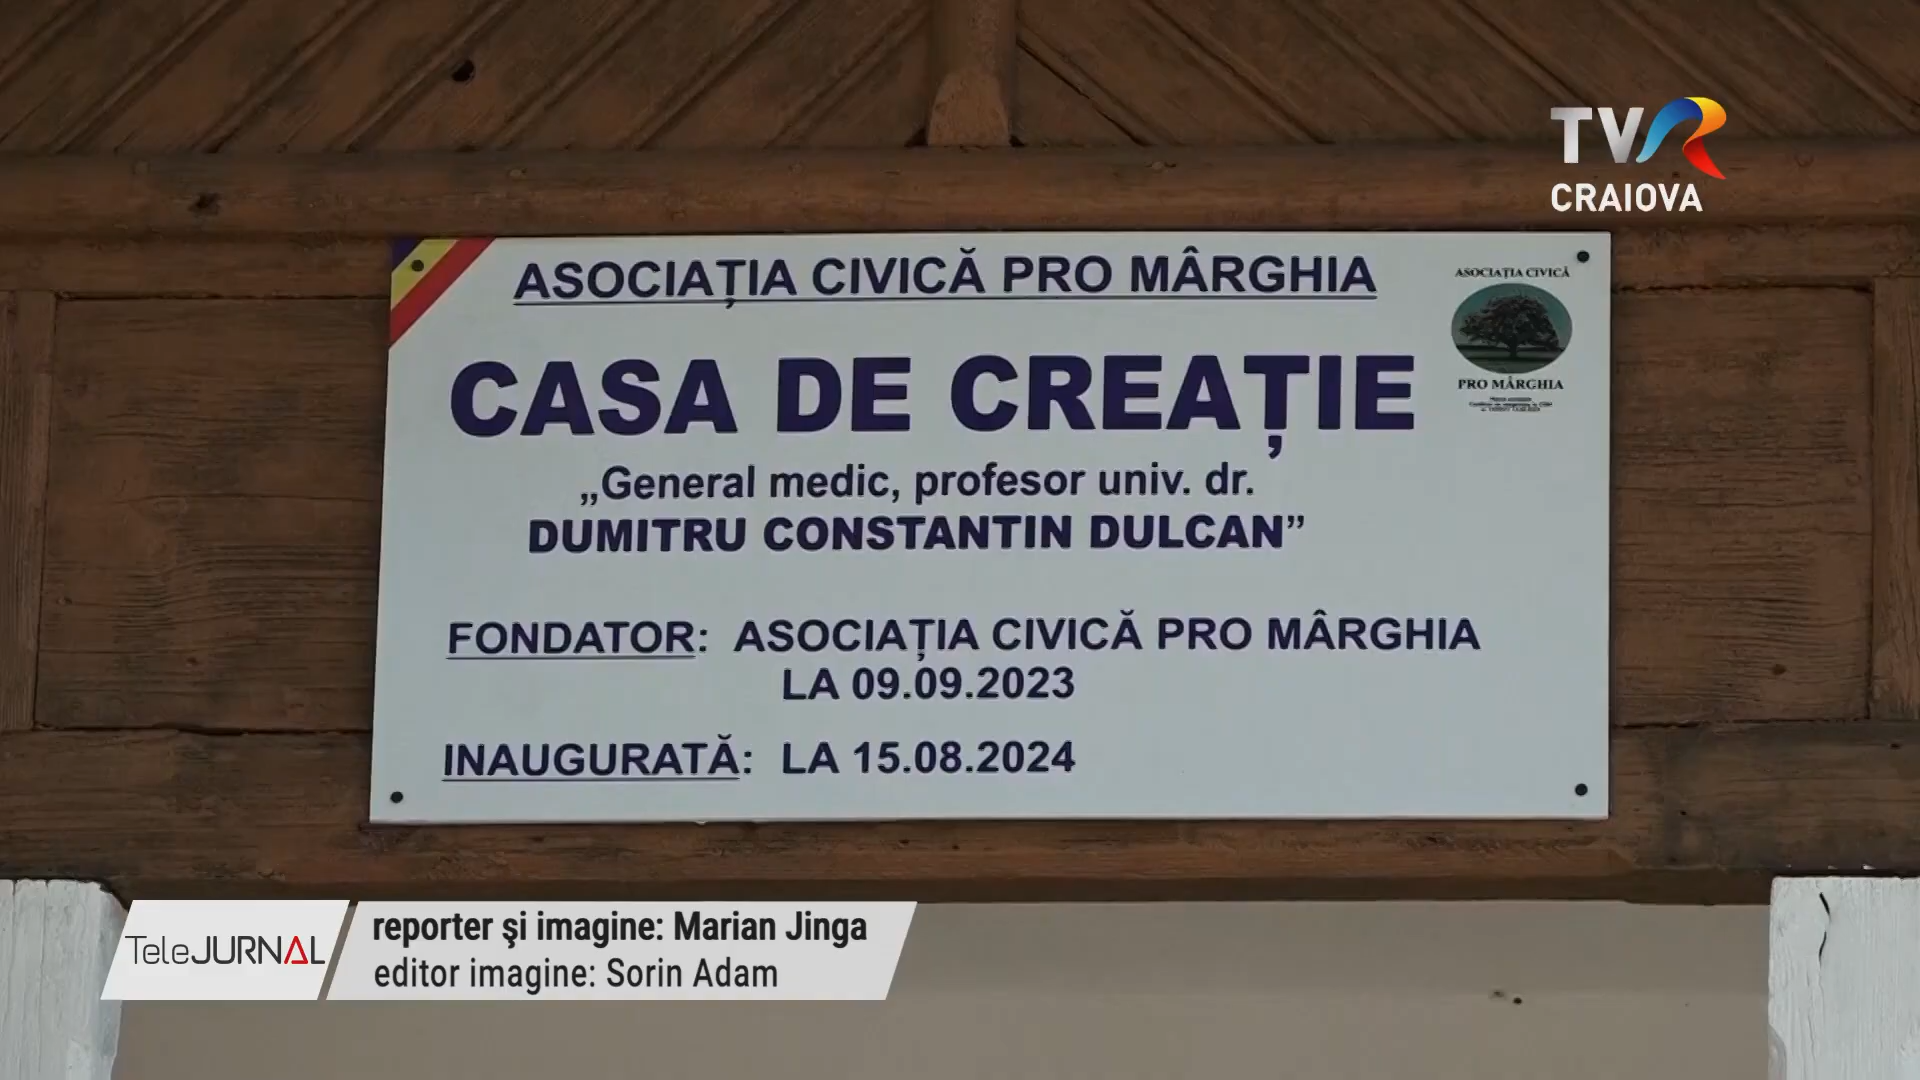 TVR
CRAIOVA
ASOCIAȚIA CIVICĂ PRO MÂRGHIA
ASOCIAȚIA CIVICĂ
PRO MÂRGHIA
CASA DE CREAȚIE
„General medic, profesor univ. dr.
DUMITRU CONSTANTIN DULCAN”
FONDATOR: ASOCIAȚIA CIVICĂ PRO MÂRGHIA
LA 09.09.2023
INAUGURATĂ: LA 15.08.2024
TeleJURNAL
reporter şi imagine: Marian Jinga
editor imagine: Sorin Adam